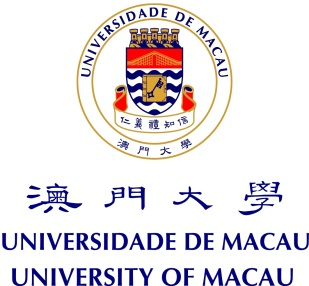 UNIVERSIDADE DE MACAU
仁義禮知信
澳門大學
澳門大學
UNIVERSIDADE DE MACAU
UNIVERSITY OF MACAU